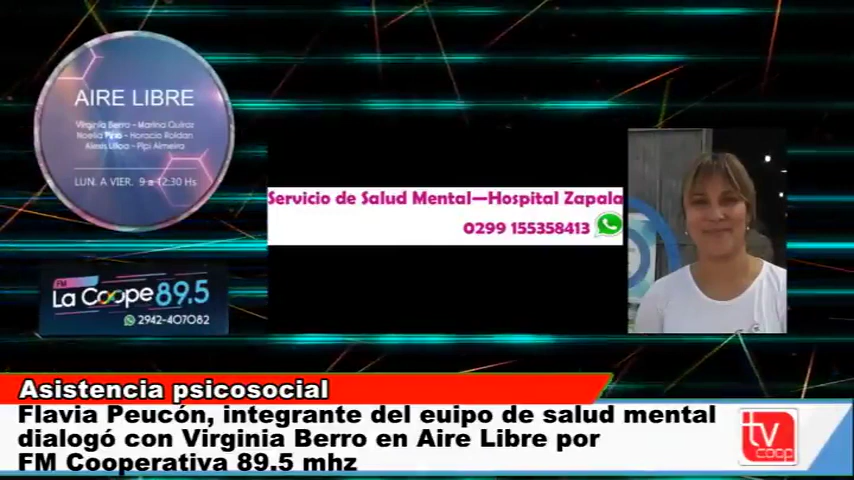 AIRE LIBRE
Virginia Berro - Marina Quiroz
Noelia Pino - Horacio Roldan
Alexis Ulloa - Pipi Almeira
LUN. A VIER. 9 a 12:30 Hs
Servicio de Salud Mental—Hospital Zapala
0299 155358413
FM
La Coope 89.5
2942-407082
Asistencia psicosocial
Flavia Peucón, integrante del euipo de salud mental
dialogó con Virginia Berro en Aire Libre por
FM Cooperativa 89.5 mhz
tv
coop